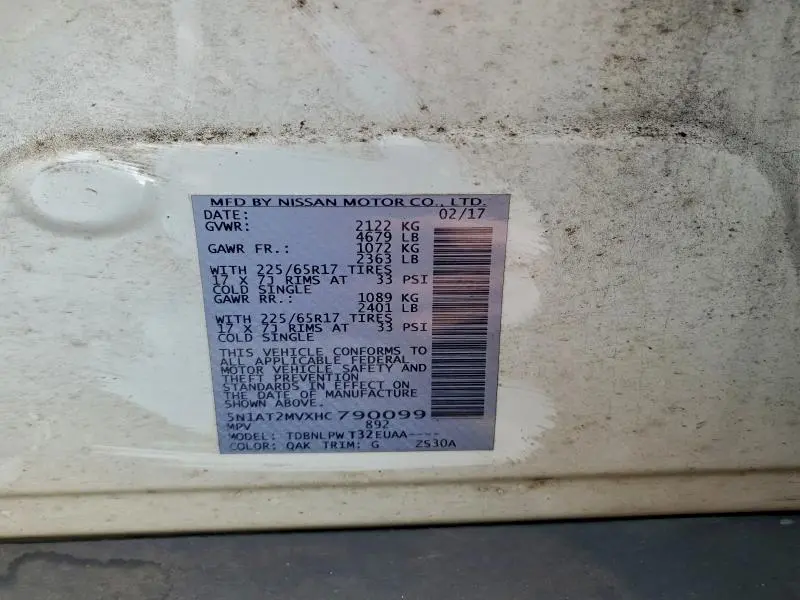 MFD BY NISSAN MOTOR CO., LTD.
DATE: 02/17
GVWR: 2122 KG
4679 LB
GAWR FR.: 1072 KG
2363 LB
WITH 225/65R17 TIRES
17 X 7J RIMS AT 33 PSI
COLD SINGLE
GAWR RR.: 1089 KG
2401 LB
WITH 225/65R17 TIRES
17 X 7J RIMS AT 33 PSI
COLD SINGLE
THIS VEHICLE CONFORMS TO
ALL APPLICABLE FEDERAL
MOTOR VEHICLE SAFETY AND
THEFT PREVENTION
STANDARDS IN EFFECT ON
THE DATE OF MANUFACTURE
SHOWN ABOVE.
5N1AT2MVXHC790099
MPV 892
MODEL: TDBNLPW T32EUAA----
COLOR: QAK TRIM: G ZS30A